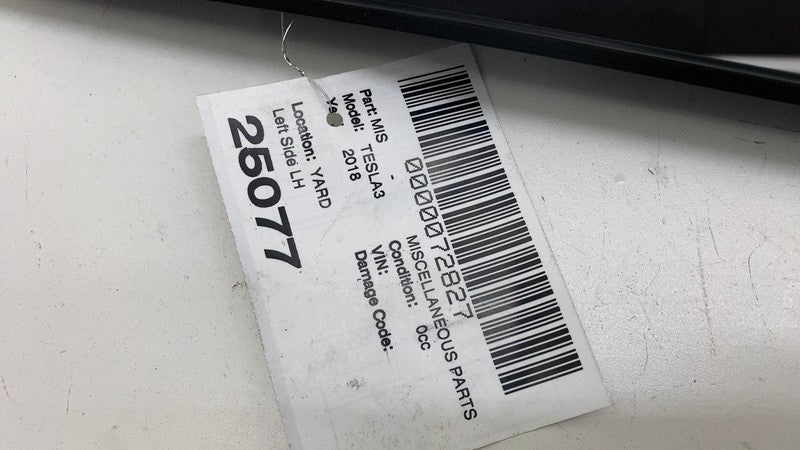 0000072827
Part: MIS - MISCELLANEOUS PARTS
Model: TESLA3 Condition: 0cc
Ye 2018 VIN:
Damage Code:
Location: YARD
Left Side LH
25077